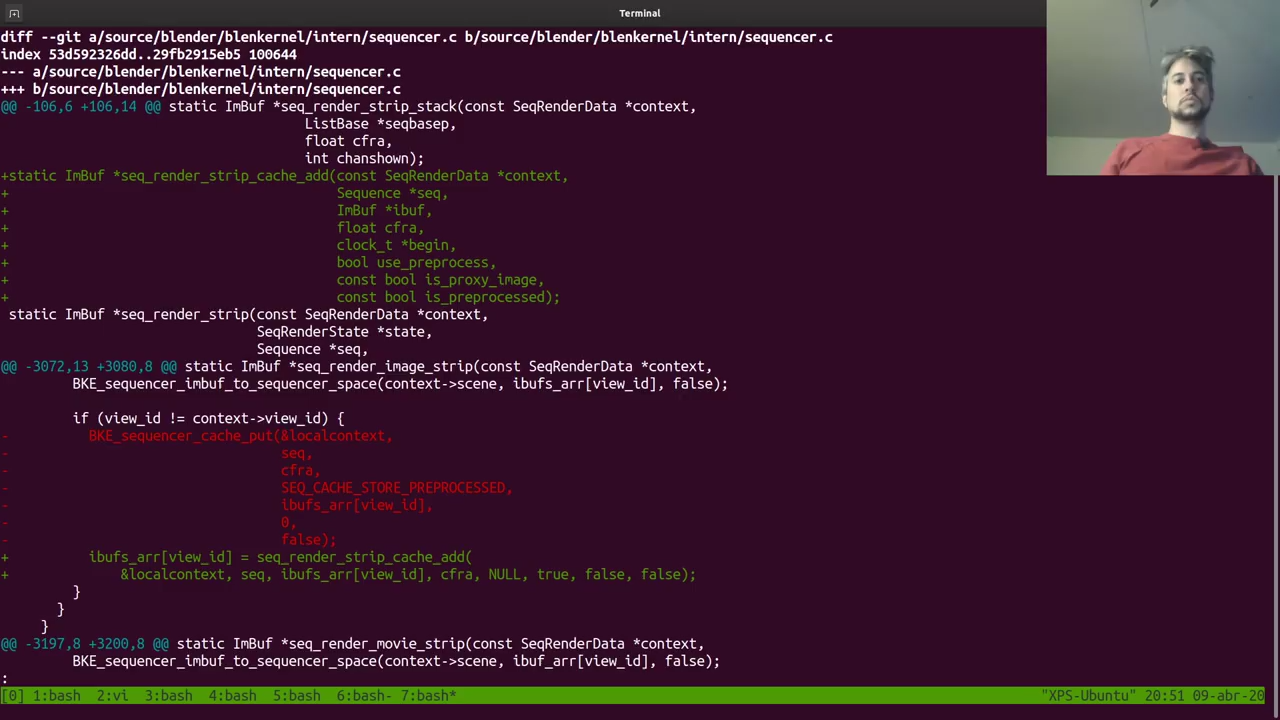 Terminal
diff --git a/source/blender/blenkernel/intern/sequencer.c b/source/blender/blenkernel/intern/sequencer.c
index 53d592326dd..29fb2915eb5 100644
--- a/source/blender/blenkernel/intern/sequencer.c
+++ b/source/blender/blenkernel/intern/sequencer.c
@@ -106,6 +106,14 @@ static ImBuf *seq_render_strip_stack(const SeqRenderData *context,
ListBase *seqbasep,
float cfra,
int chanshown);
+static ImBuf *seq_render_strip_cache_add(const SeqRenderData *context,
+ Sequence *seq,
+ ImBuf *ibuf,
+ float cfra,
+ clock_t *begin,
+ bool use_preprocess,
+ const bool is_proxy_image,
+ const bool is_preprocessed);
static ImBuf *seq_render_strip(const SeqRenderData *context,
SeqRenderState *state,
Sequence *seq,
@@ -3072,13 +3080,8 @@ static ImBuf *seq_render_image_strip(const SeqRenderData *context,
BKE_sequencer_imbuf_to_sequencer_space(context->scene, ibufs_arr[view_id], false);
if (view_id != context->view_id) {
- BKE_sequencer_cache_put(&localcontext,
- seq,
- cfra,
- SEQ_CACHE_STORE_PREPROCESSED,
- ibufs_arr[view_id],
- 0,
- false);
+ ibufs_arr[view_id] = seq_render_strip_cache_add(
+ &localcontext, seq, ibufs_arr[view_id], cfra, NULL, true, false, false);
}
}
}
@@ -3197,8 +3200,8 @@ static ImBuf *seq_render_movie_strip(const SeqRenderData *context,
BKE_sequencer_imbuf_to_sequencer_space(context->scene, ibuf_arr[view_id], false);
:
[0] 1:bash 2:vi 3:bash 4:bash 5:bash 6:bash- 7:bash* "XPS-Ubuntu" 20:51 09-abr-20